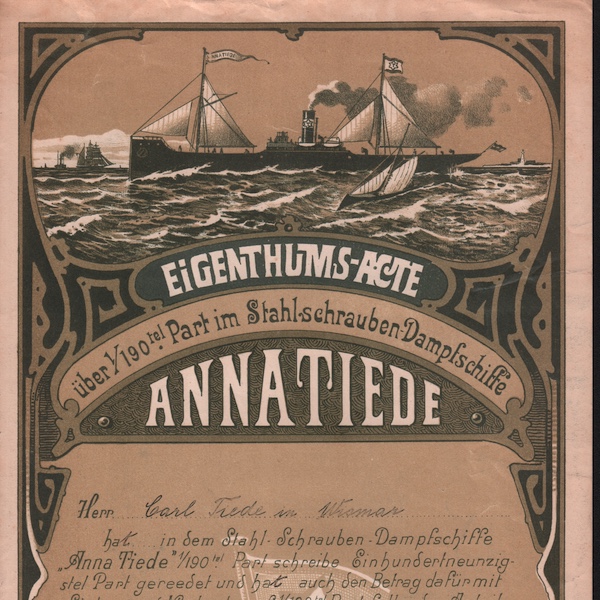 ANNA TIEDE
EiGENTHUMS-ACTE
über 1/190tel Part im Stahl-schrauben-Dampfschiffe
ANNA TIEDE
Herr Carl Tiede in Wismar
hat in dem Stahl-Schrauben-Dampfschiffe
„Anna Tiede" 1/190tel Part schreibe Einhundertneunzig-
stel Part gereedet und hat auch den Betrag dafür mit